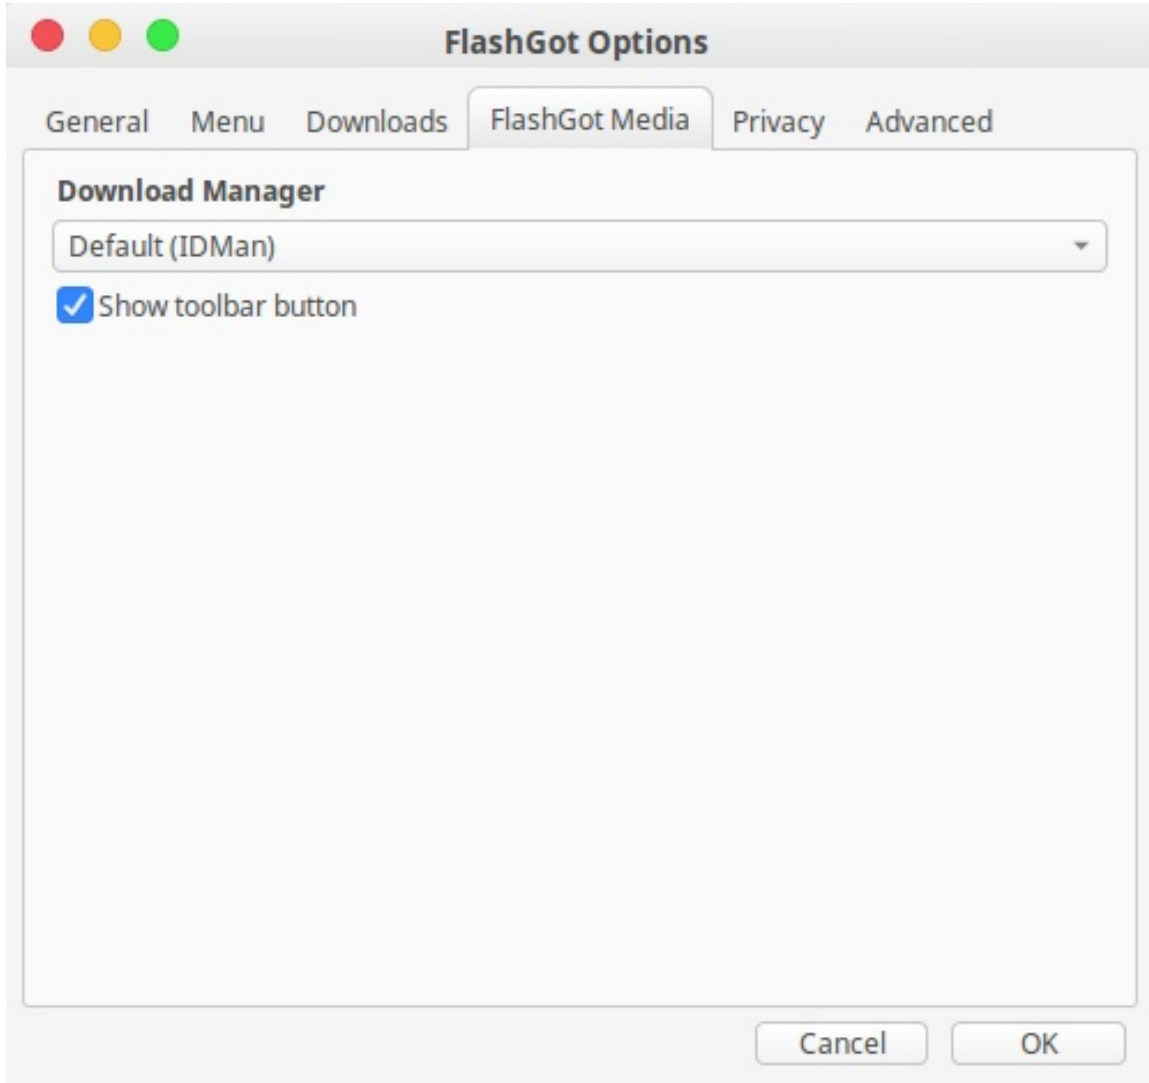 FlashGot Options
General Menu Downloads FlashGot Media Privacy Advanced
Download Manager
Default (IDMan)
Show toolbar button
Cancel OK